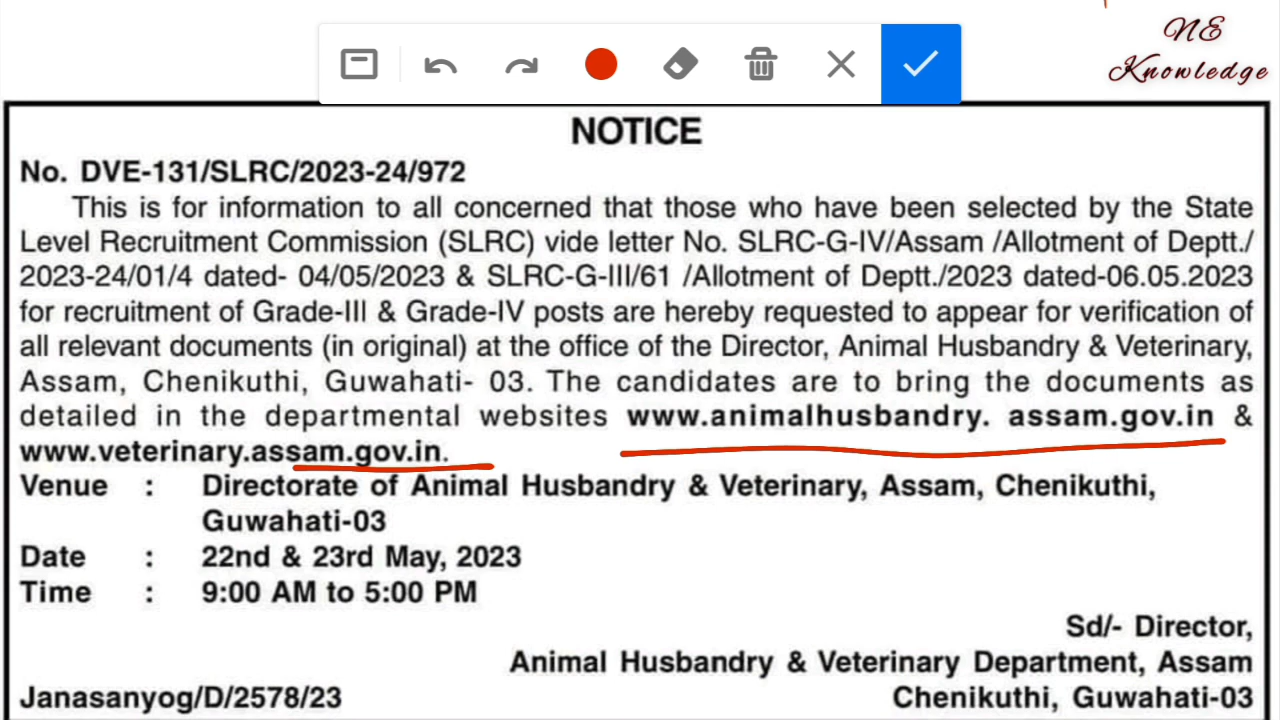 NE
Knowledge
NOTICE
No. DVE-131/SLRC/2023-24/972
This is for information to all concerned that those who have been selected by the State
Level Recruitment Commission (SLRC) vide letter No. SLRC-G-IV/Assam /Allotment of Deptt./
2023-24/01/4 dated- 04/05/2023 & SLRC-G-III/61 /Allotment of Deptt./2023 dated-06.05.2023
for recruitment of Grade-III & Grade-IV posts are hereby requested to appear for verification of
all relevant documents (in original) at the office of the Director, Animal Husbandry & Veterinary,
Assam, Chenikuthi, Guwahati- 03. The candidates are to bring the documents as
detailed in the departmental websites www.animalhusbandry. assam.gov.in &
www.veterinary.assam.gov.in.
Venue : Directorate of Animal Husbandry & Veterinary, Assam, Chenikuthi,
Guwahati-03
Date : 22nd & 23rd May, 2023
Time : 9:00 AM to 5:00 PM
Sd/- Director,
Animal Husbandry & Veterinary Department, Assam
Janasanyog/D/2578/23 Chenikuthi, Guwahati-03